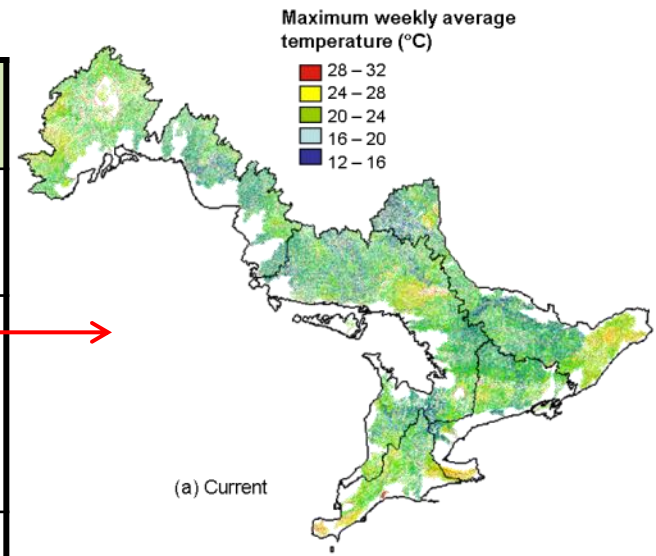 Maximum weekly average
temperature (°C)
28 – 32
24 – 28
20 – 24
16 – 20
12 – 16
(a) Current